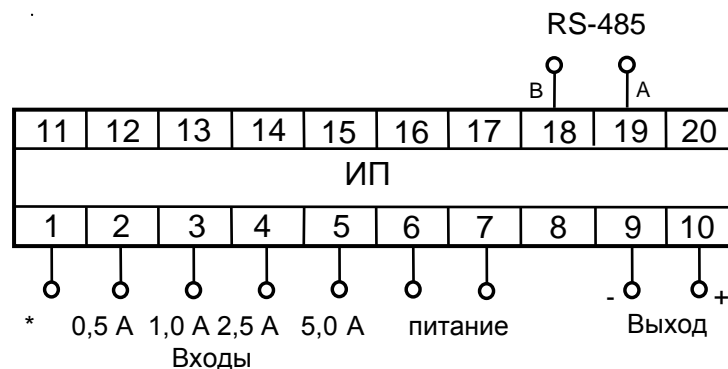 RS-485
B A
11 12 13 14 15 16 17 18 19 20
ИП
1 2 3 4 5 6 7 8 9 10
- +
* 0,5 А 1,0 А 2,5 А 5,0 А питание Выход
Входы